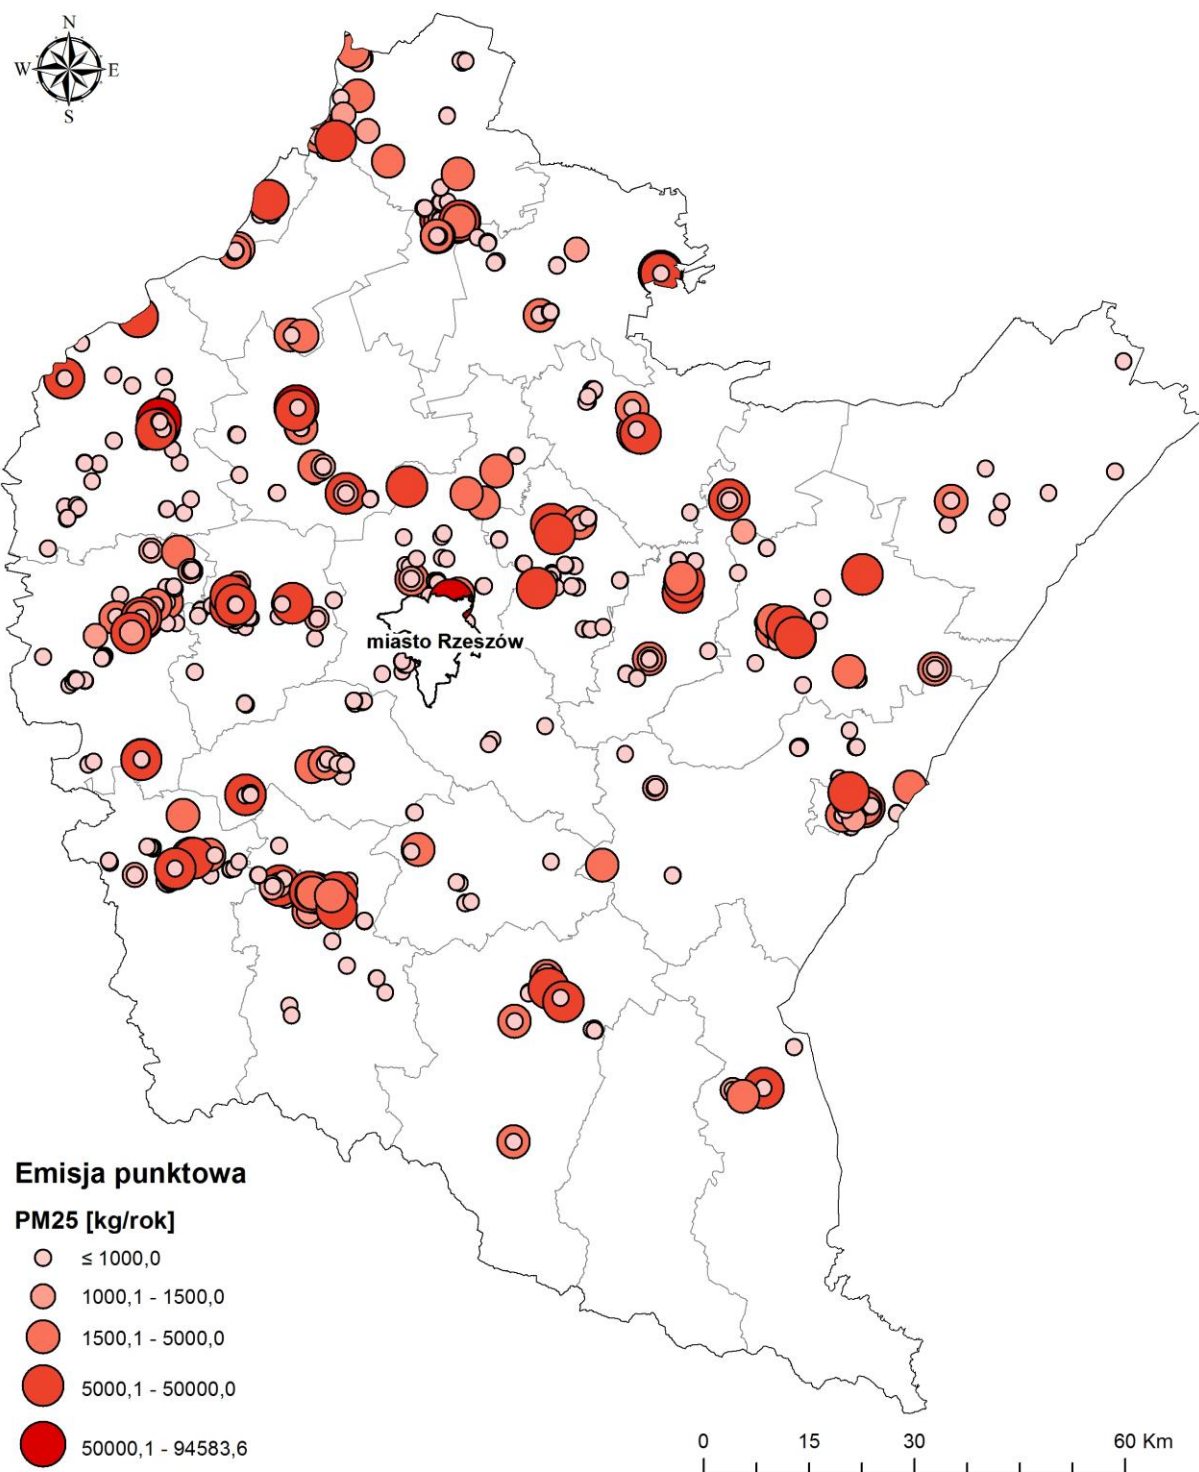 N
W E
S
miasto Rzeszów
Emisja punktowa
PM25 [kg/rok]
≤ 1000,0
1000,1 - 1500,0
1500,1 - 5000,0
5000,1 - 50000,0
50000,1 - 94583,6
0 15 30 60 Km